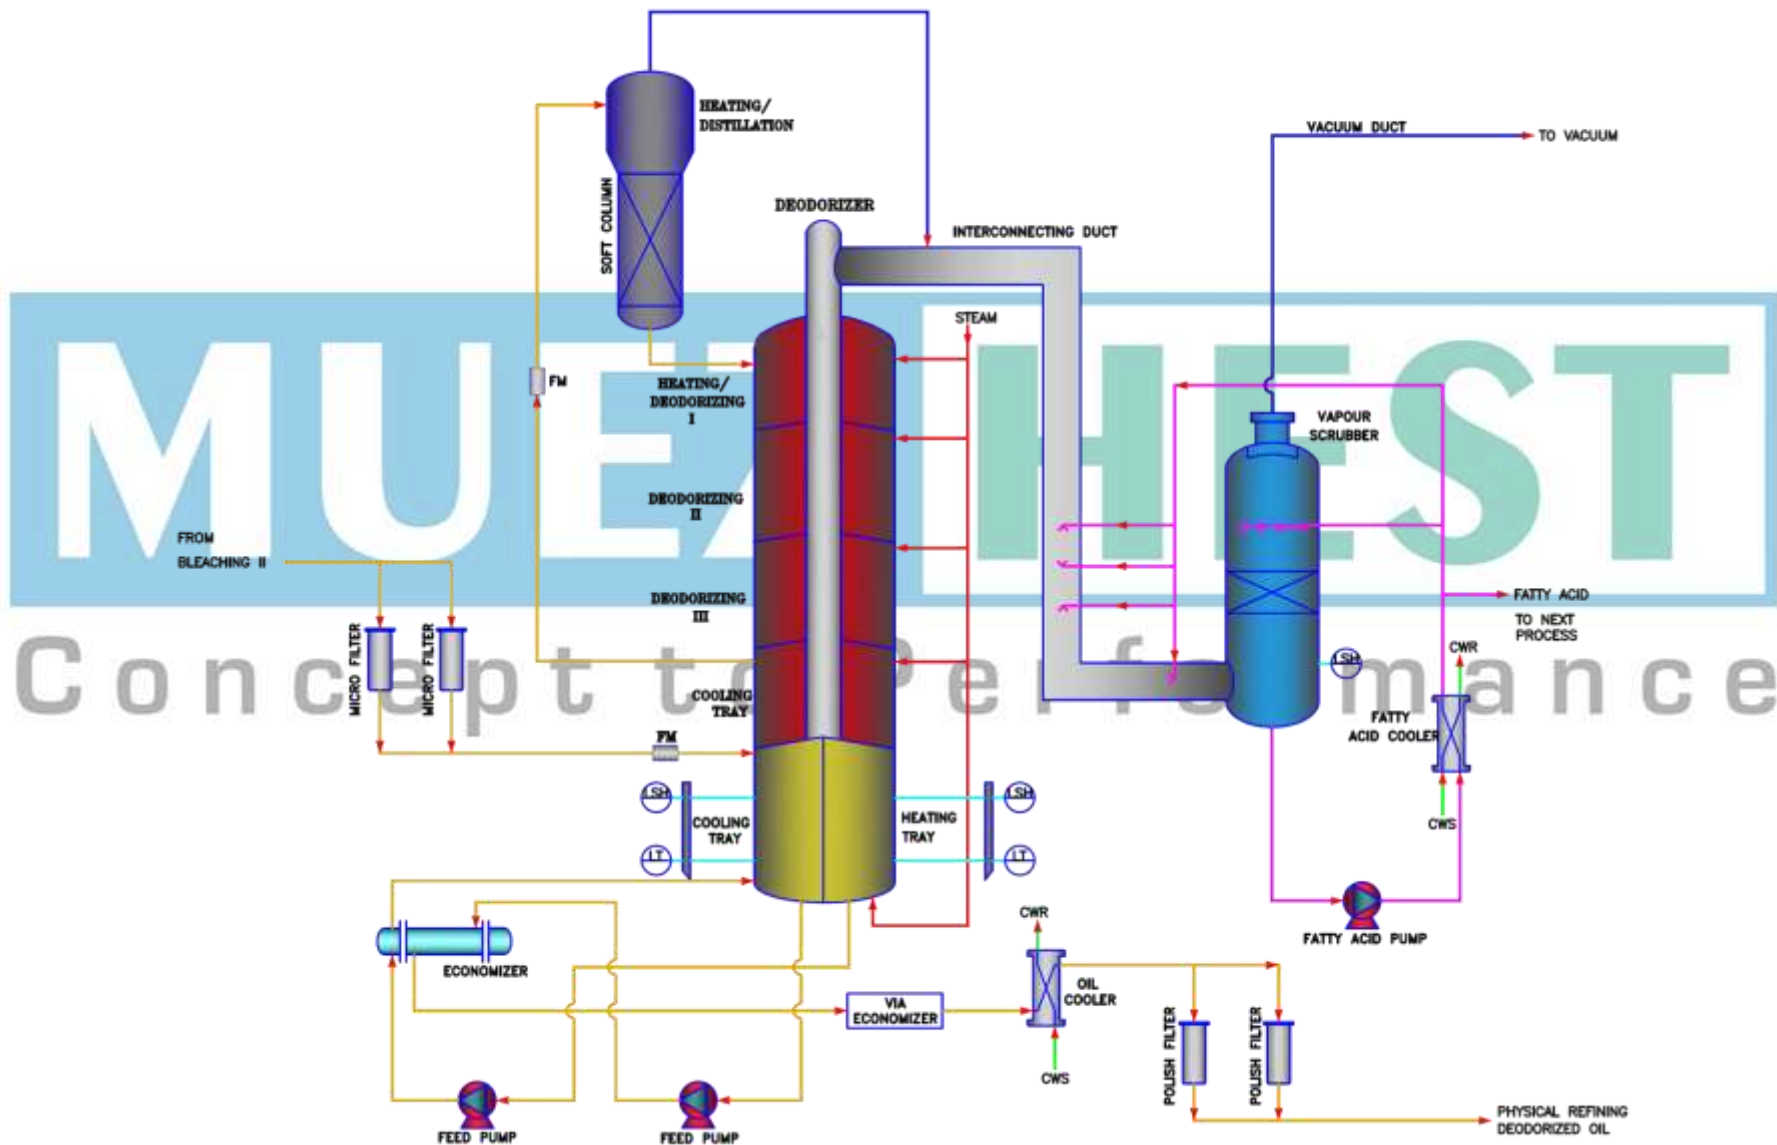 HEATING/
DISTILLATION
SOFT COLUMN
VACUUM DUCT
TO VACUUM
DEODORIZER
INTERCONNECTING DUCT
STEAM
FM
HEATING/
DEODORIZING
I
VAPOUR
SCRUBBER
MUEZ HEST
DEODORIZING
II
FROM
BLEACHING II
DEODORIZING
III
FATTY ACID
TO NEXT
PROCESS
MICRO FILTER
MICRO FILTER
Concept to Performance
CWR
LSH
COOLING
TRAY
FATTY
ACID COOLER
FM
LSH
LSH
COOLING
TRAY
HEATING
TRAY
CWS
LT
LT
CWR
FATTY ACID PUMP
ECONOMIZER
OIL
COOLER
VIA
ECONOMIZER
POLISH FILTER
POLISH FILTER
CWS
FEED PUMP
FEED PUMP
PHYSICAL REFINING
DEODORIZED OIL